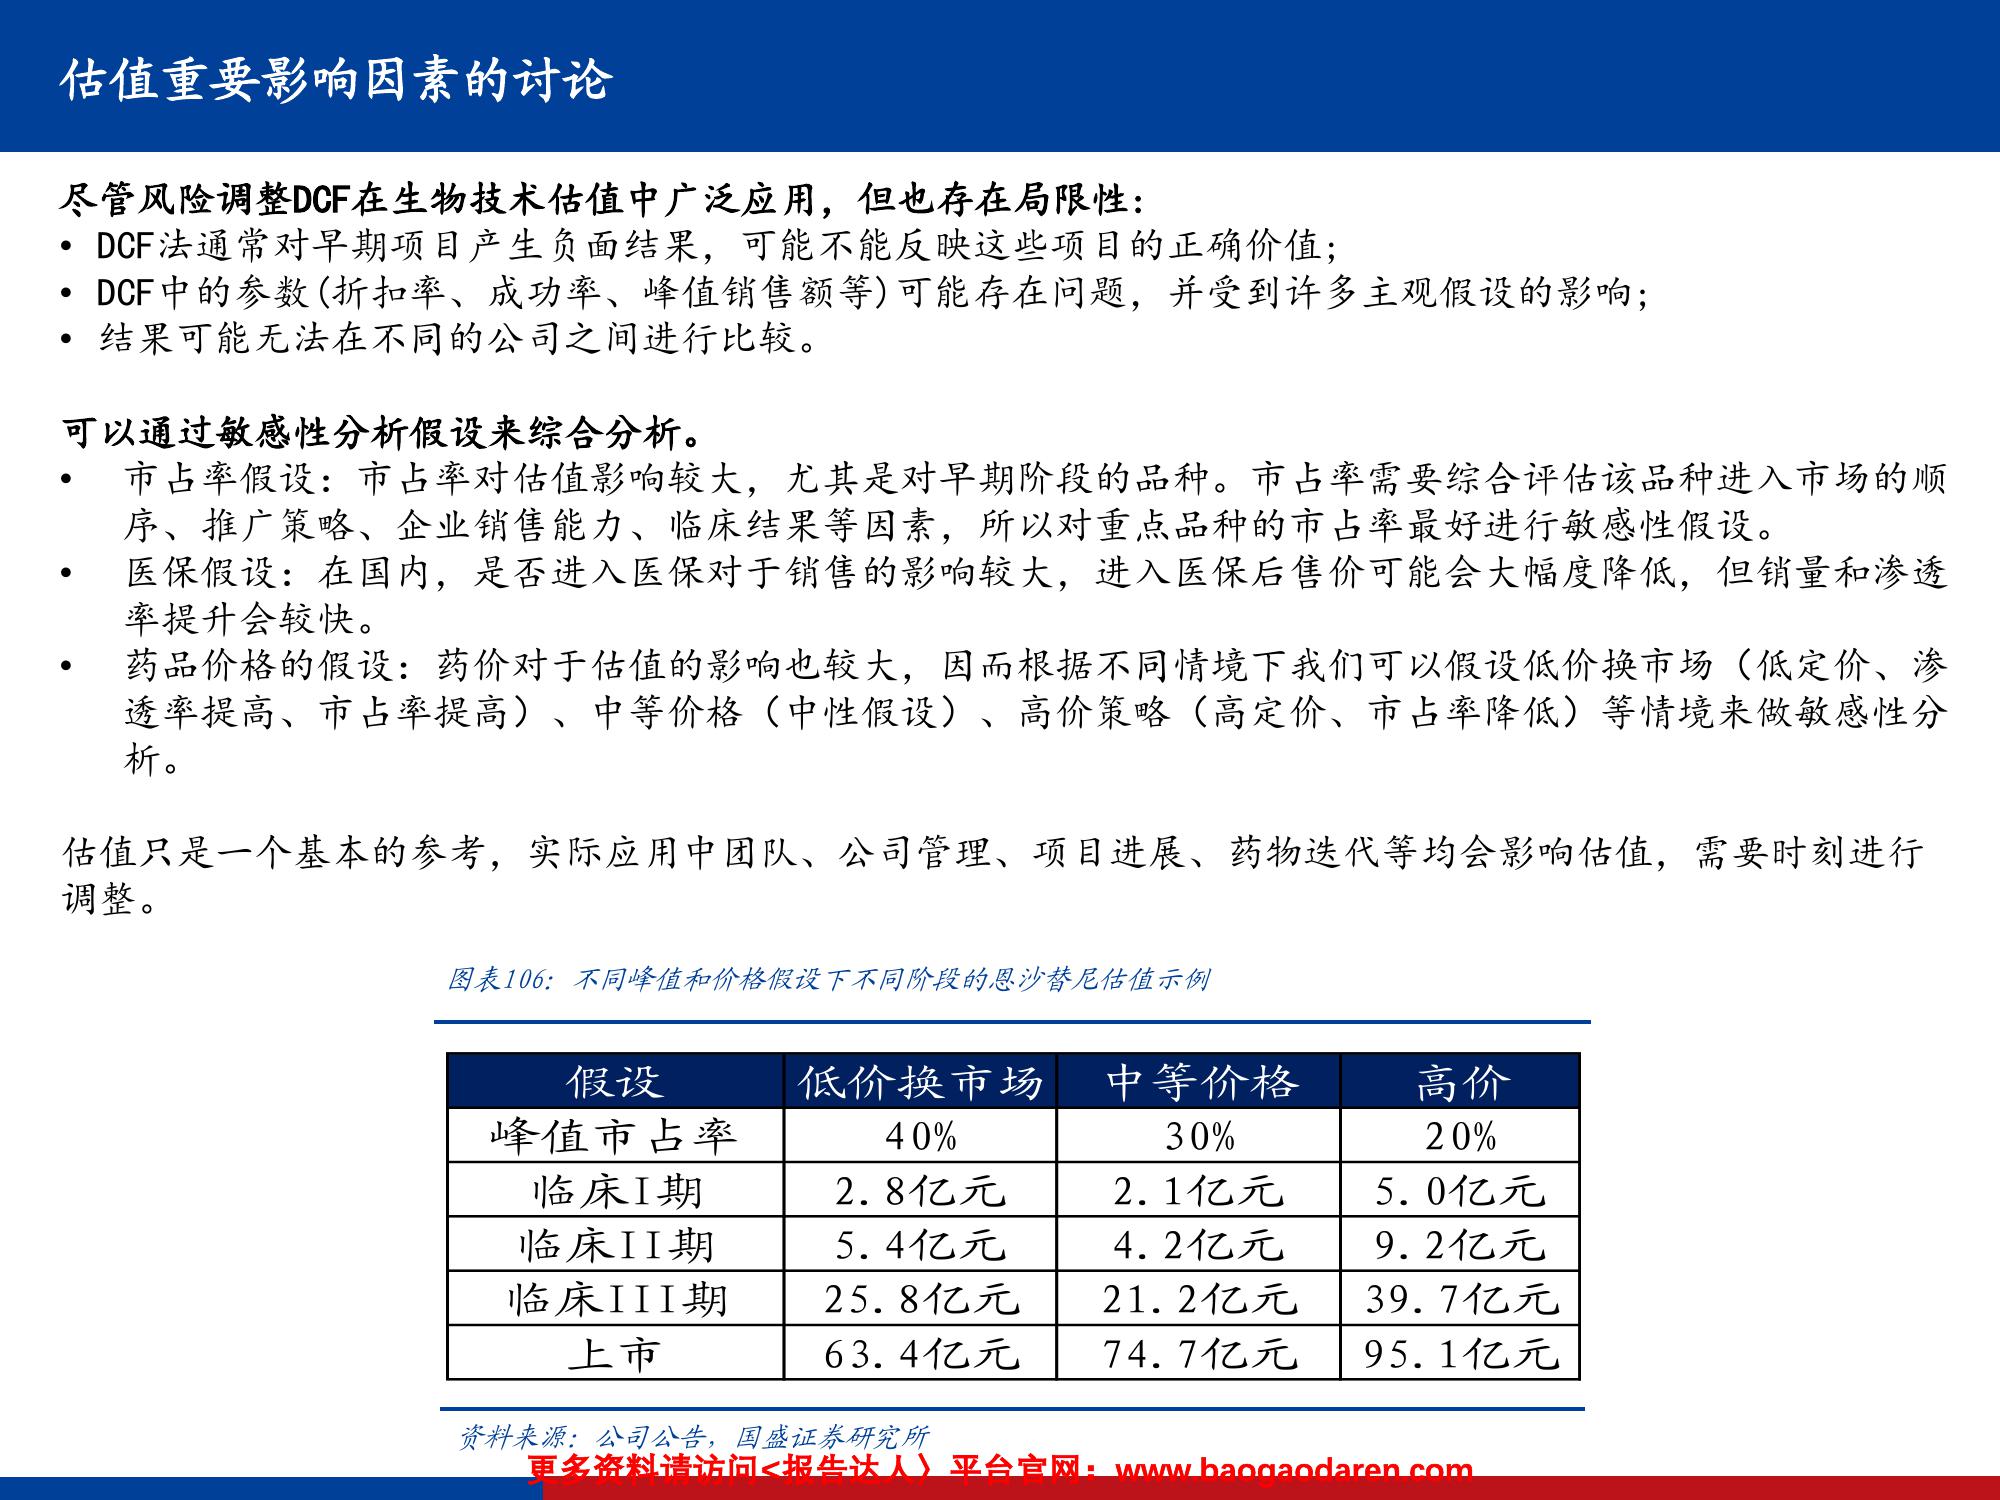 估值重要影响因素的讨论
尽管风险调整DCF在生物技术估值中广泛应用，但也存在局限性：
• DCF法通常对早期项目产生负面结果，可能不能反映这些项目的正确价值；
• DCF中的参数(折扣率、成功率、峰值销售额等)可能存在问题，并受到许多主观假设的影响；
• 结果可能无法在不同的公司之间进行比较。
可以通过敏感性分析假设来综合分析。
• 市占率假设：市占率对估值影响较大，尤其是对早期阶段的品种。市占率需要综合评估该品种进入市场的顺
序、推广策略、企业销售能力、临床结果等因素，所以对重点品种的市占率最好进行敏感性假设。
• 医保假设：在国内，是否进入医保对于销售的影响较大，进入医保后售价可能会大幅度降低，但销量和渗透
率提升会较快。
• 药品价格的假设：药价对于估值的影响也较大，因而根据不同情境下我们可以假设低价换市场（低定价、渗
透率提高、市占率提高）、中等价格（中性假设）、高价策略（高定价、市占率降低）等情境来做敏感性分
析。
估值只是一个基本的参考，实际应用中团队、公司管理、项目进展、药物迭代等均会影响估值，需要时刻进行
调整。
图表106：不同峰值和价格假设下不同阶段的恩沙替尼估值示例
假设 低价换市场 中等价格 高价
峰值市占率 40% 30% 20%
临床I期 2.8亿元 2.1亿元 5.0亿元
临床II期 5.4亿元 4.2亿元 9.2亿元
临床III期 25.8亿元 21.2亿元 39.7亿元
上市 63.4亿元 74.7亿元 95.1亿元
资料来源：公司公告，国盛证券研究所
更多资料请访问<报告达人〉平台官网：www.baogaodaren.com